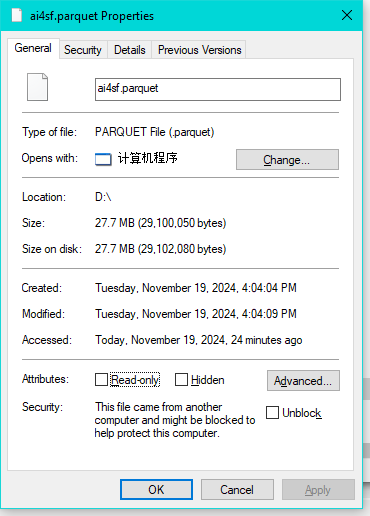 ai4sf.parquet Properties
General Security Details Previous Versions
ai4sf.parquet
Type of file: PARQUET File (.parquet)
Opens with: 计算机程序 Change...
Location: D:\
Size: 27.7 MB (29,100,050 bytes)
Size on disk: 27.7 MB (29,102,080 bytes)
Created: Tuesday, November 19, 2024, 4:04:04 PM
Modified: Tuesday, November 19, 2024, 4:04:09 PM
Accessed: Today, November 19, 2024, 24 minutes ago
Attributes: Read-only Hidden Advanced...
Security: This file came from another
computer and might be blocked to
help protect this computer.
Unblock
OK Cancel Apply